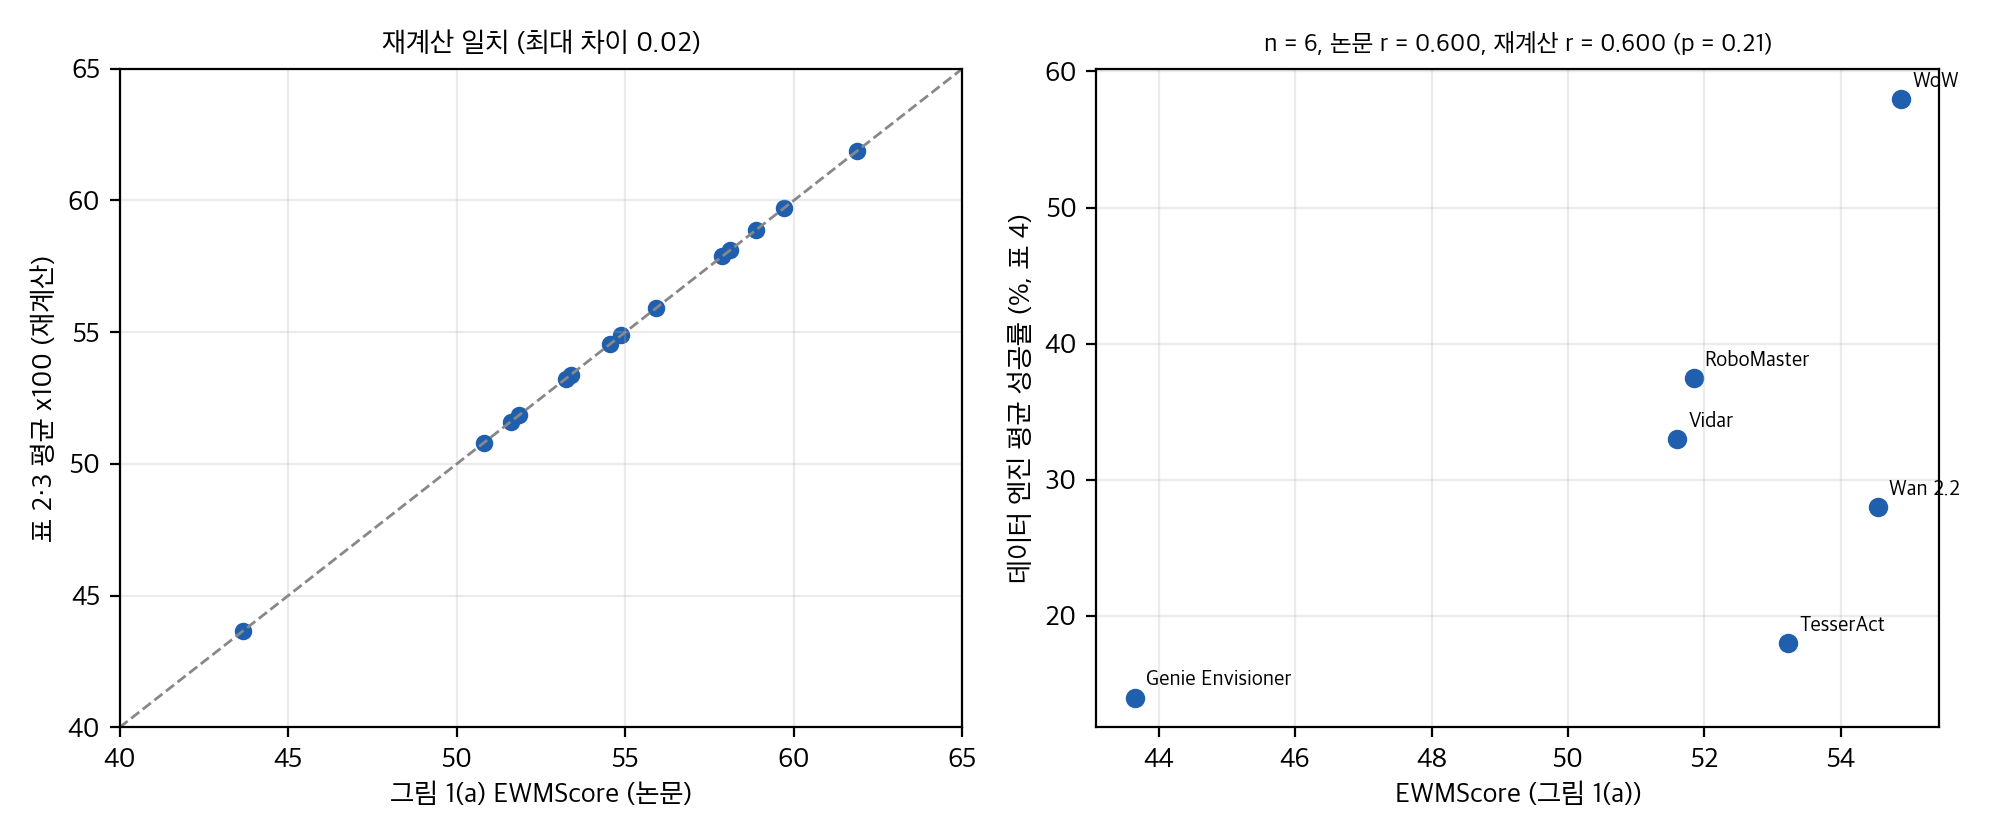 재계산 일치 (최대 차이 0.02)
65
60
55
50
45
40
40
45
50
55
60
65
표 2·3 평균 x100 (재계산)
그림 1(a) EWMScore (논문)
n = 6, 논문 r = 0.600, 재계산 r = 0.600 (p = 0.21)
60
50
40
30
20
44
46
48
50
52
54
데이터 엔진 평균 성공률 (%, 표 4)
EWMScore (그림 1(a))
WoW
RoboMaster
Vidar
Wan 2.2
TesserAct
Genie Envisioner